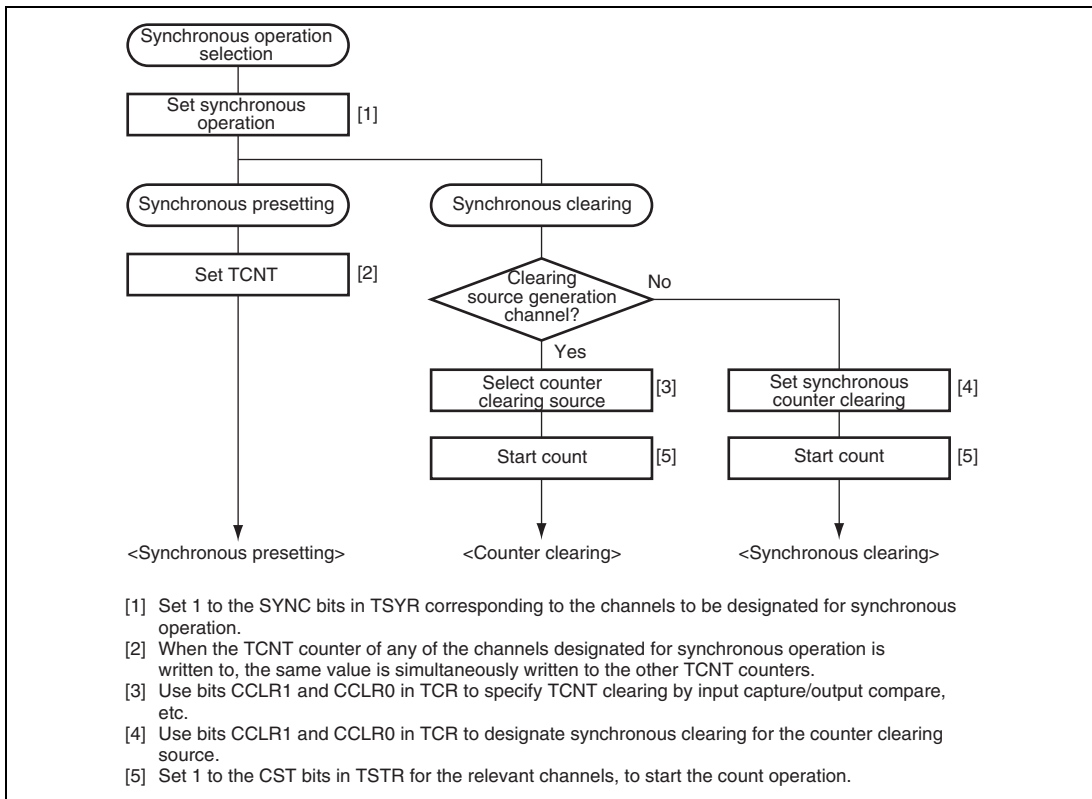 Synchronous operation
selection
Set synchronous
operation
[1]
Synchronous presetting
Synchronous clearing
Set TCNT
[2]
Clearing
source generation
channel?
No
Yes
Select counter
clearing source
[3]
Set synchronous
counter clearing
[4]
Start count
[5]
Start count
[5]
<Synchronous presetting>
<Counter clearing>
<Synchronous clearing>
[1] Set 1 to the SYNC bits in TSYR corresponding to the channels to be designated for synchronous
operation.
[2] When the TCNT counter of any of the channels designated for synchronous operation is
written to, the same value is simultaneously written to the other TCNT counters.
[3] Use bits CCLR1 and CCLR0 in TCR to specify TCNT clearing by input capture/output compare,
etc.
[4] Use bits CCLR1 and CCLR0 in TCR to designate synchronous clearing for the counter clearing
source.
[5] Set 1 to the CST bits in TSTR for the relevant channels, to start the count operation.